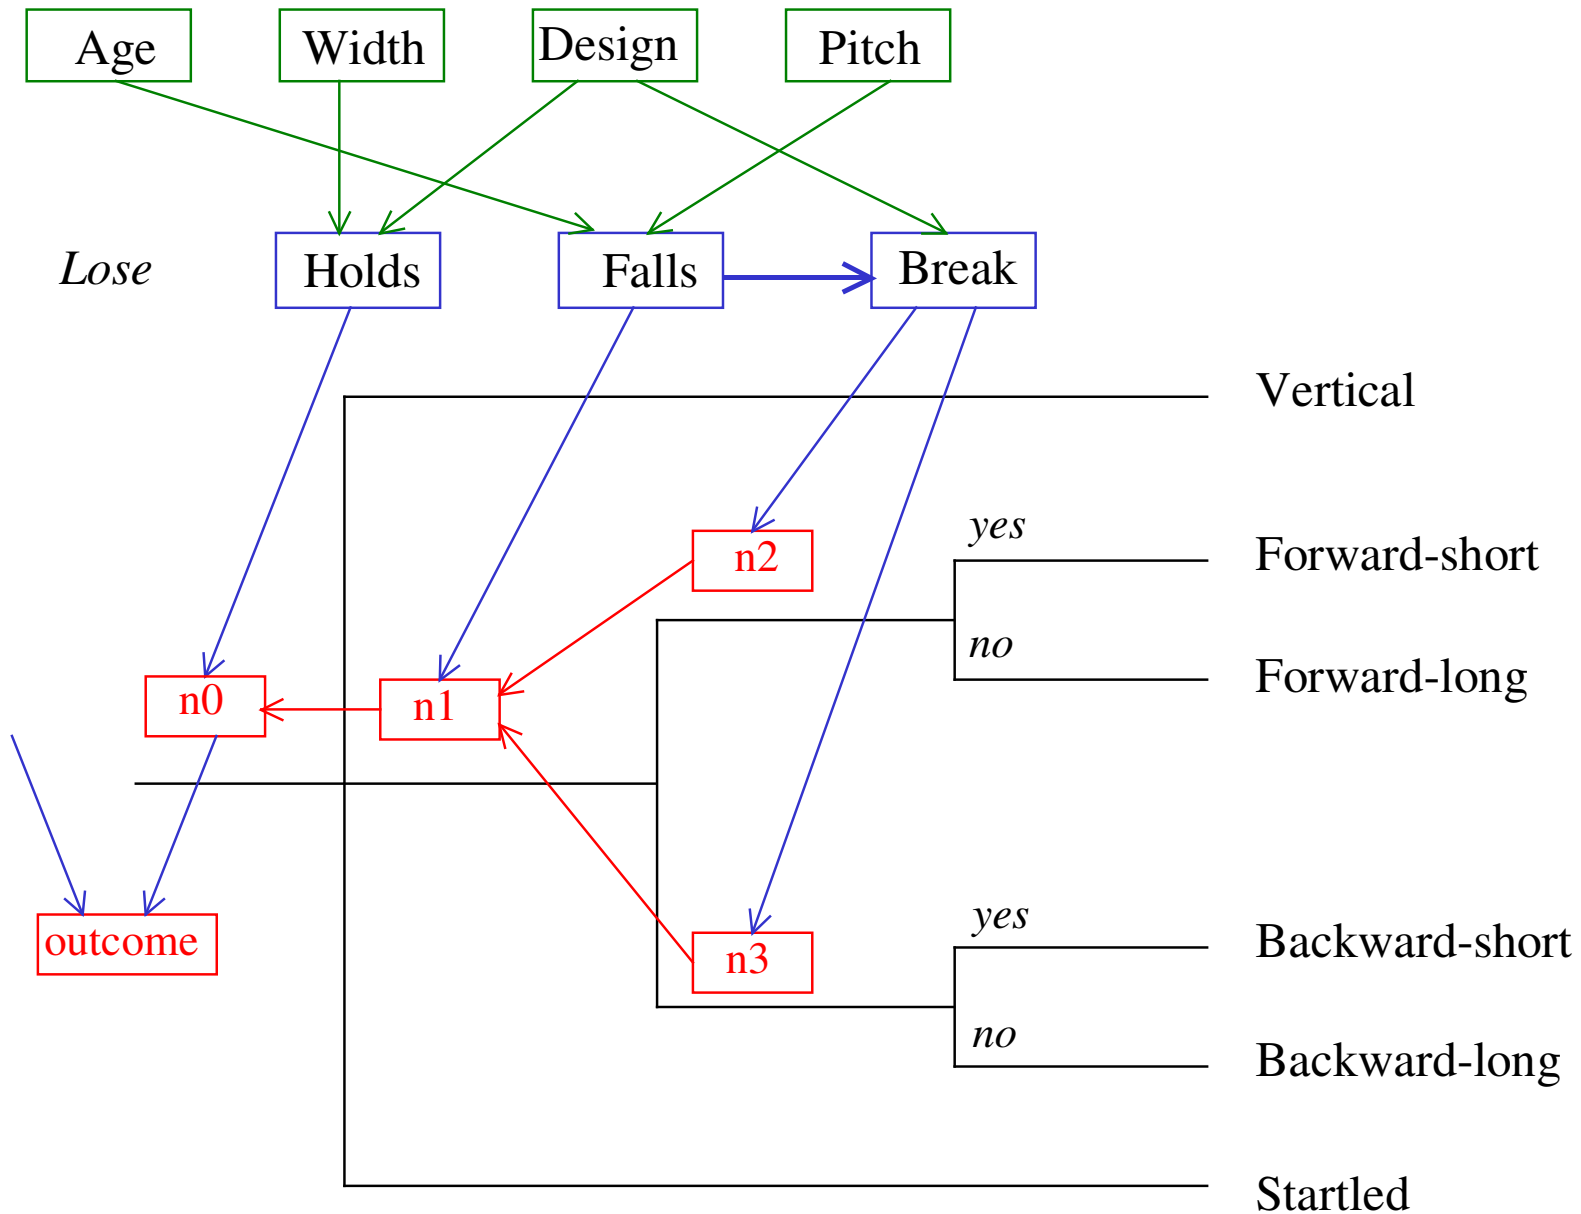 Age Width Design Pitch
Lose Holds Falls Break
Vertical
yes
n2 Forward-short
no
Forward-long
n0 n1
yes
outcome Backward-short
n3
no
Backward-long
Startled